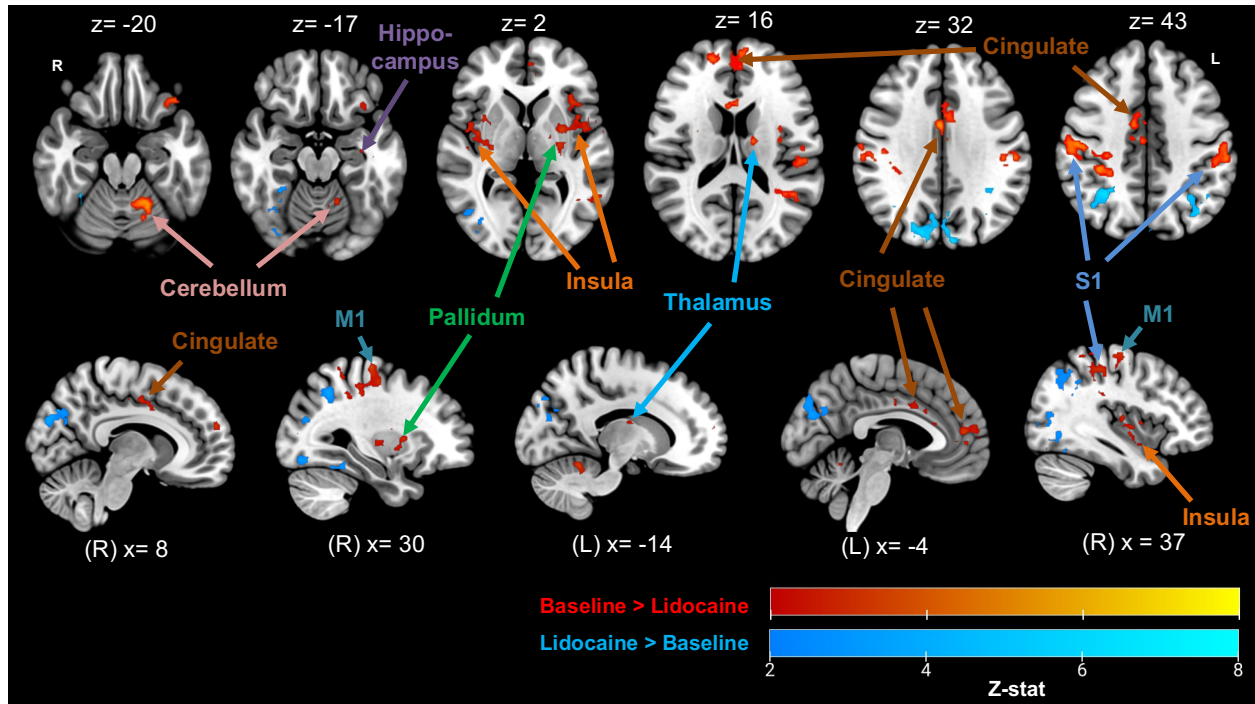 z= -20
z= -17
Hippo-
campus
z= 2
z= 16
z= 32
Cingulate
z= 43
R
L
Cerebellum
Insula
Pallidum
Thalamus
Cingulate
S1
Cingulate
M1
M1
Insula
(R) x= 8
(R) x= 30
(L) x= -14
(L) x= -4
(R) x = 37
Baseline > Lidocaine
Lidocaine > Baseline
2
4
6
8
Z-stat